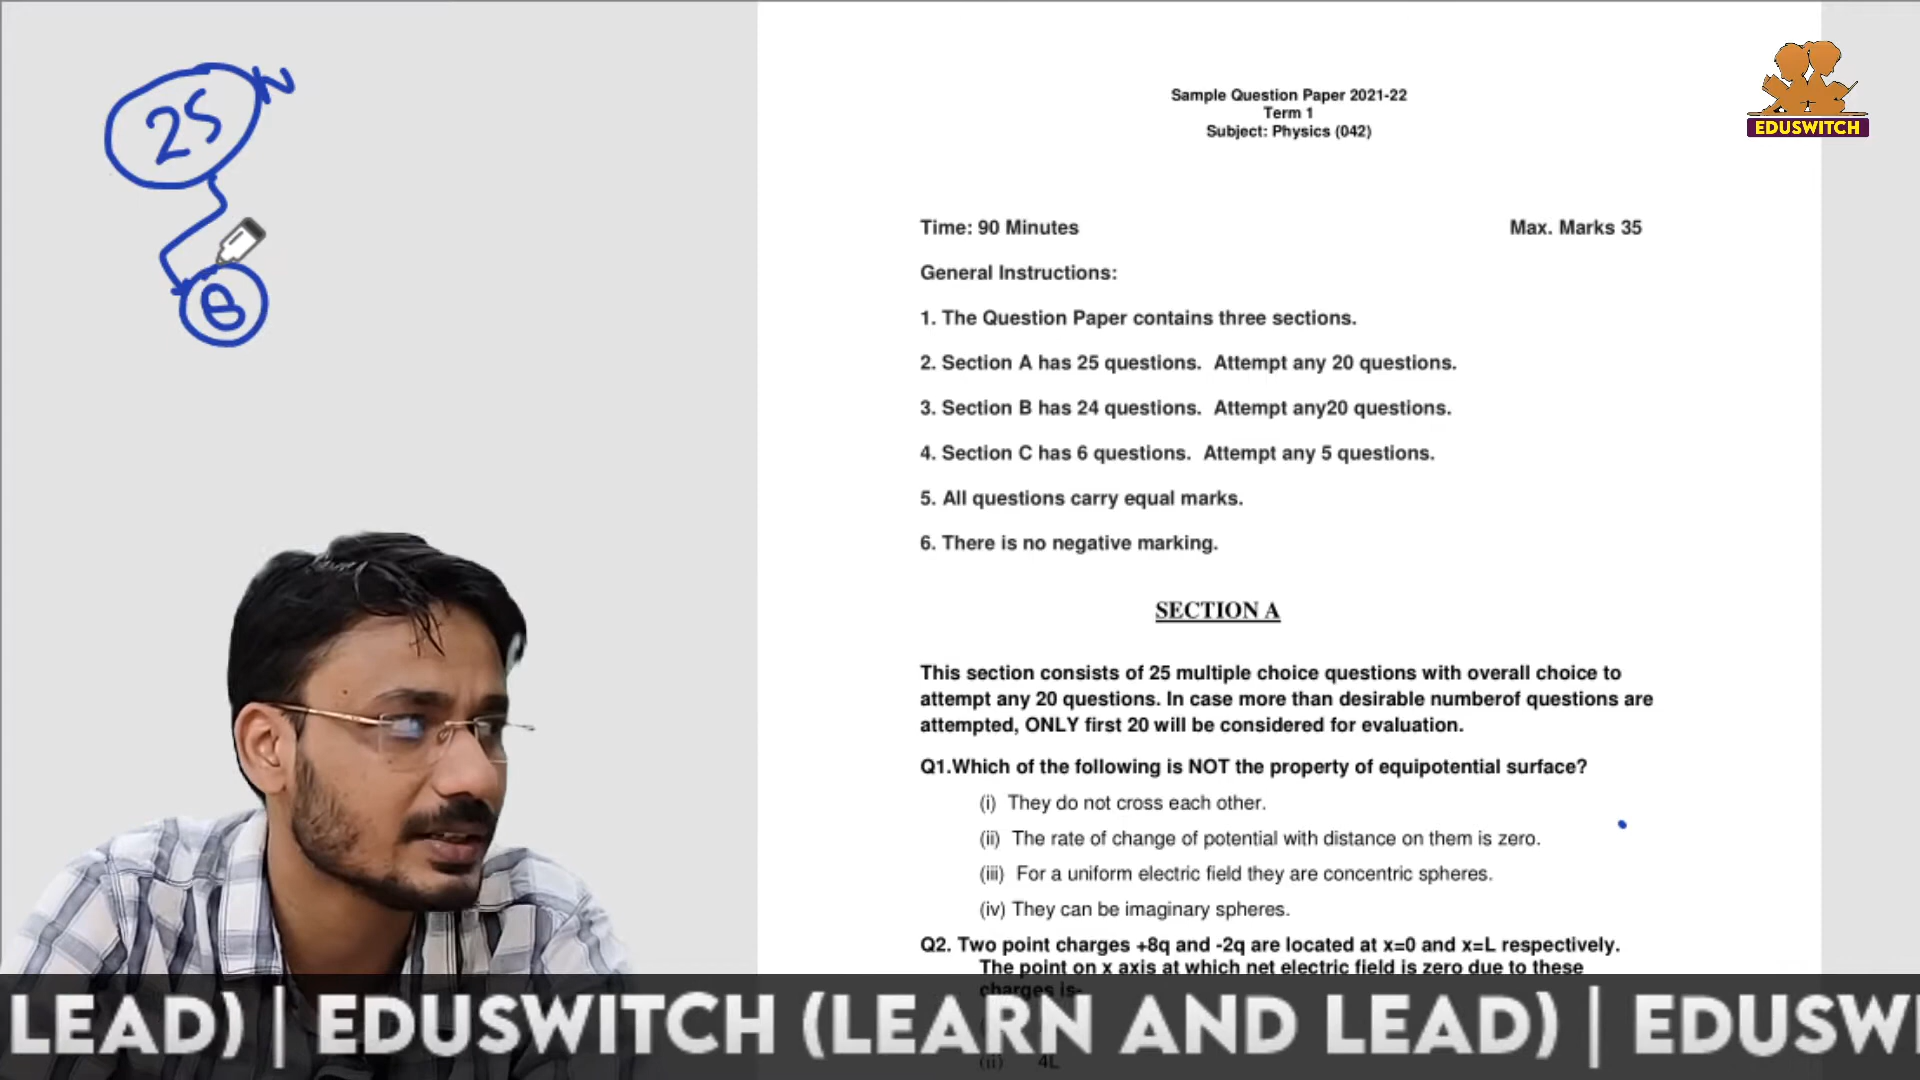 25
N
B
EDUSWITCH
Sample Question Paper 2021-22
Term 1
Subject: Physics (042)
Time: 90 Minutes Max. Marks 35
General Instructions:
1. The Question Paper contains three sections.
2. Section A has 25 questions. Attempt any 20 questions.
3. Section B has 24 questions. Attempt any20 questions.
4. Section C has 6 questions. Attempt any 5 questions.
5. All questions carry equal marks.
6. There is no negative marking.
SECTION A
This section consists of 25 multiple choice questions with overall choice to
attempt any 20 questions. In case more than desirable numberof questions are
attempted, ONLY first 20 will be considered for evaluation.
Q1.Which of the following is NOT the property of equipotential surface?
(i) They do not cross each other.
(ii) The rate of change of potential with distance on them is zero.
(iii) For a uniform electric field they are concentric spheres.
(iv) They can be imaginary spheres.
Q2. Two point charges +8q and -2q are located at x=0 and x=L respectively.
The point on x axis at which net electric field is zero due to these
charges is-
(ii) 4L
LEAD) | EDUSWITCH (LEARN AND LEAD) | EDUSWI